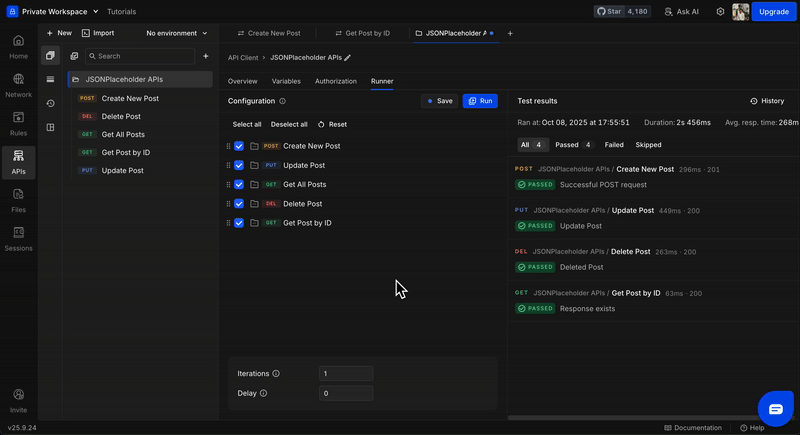 Private Workspace
Tutorials
Star 4,180
Ask AI
Upgrade
New
Import
No environment
Create New Post
Get Post by ID
JSONPlaceholder A
Home
Network
Rules
APIs
Files
Sessions
Invite
Search
JSONPlaceholder APIs
POST Create New Post
DEL Delete Post
GET Get All Posts
GET Get Post by ID
PUT Update Post
API Client > JSONPlaceholder APIs
Overview Variables Authorization Runner
Configuration
Save
Run
Select all Deselect all Reset
POST Create New Post
PUT Update Post
GET Get All Posts
DEL Delete Post
GET Get Post by ID
Iterations 1
Delay 0
Test results
History
Ran at: Oct 08, 2025 at 17:55:51 Duration: 2s 456ms Avg. resp. time: 268m
All 4 Passed 4 Failed Skipped
POST JSONPlaceholder APIs / Create New Post 296ms · 201
PASSED Successful POST request
PUT JSONPlaceholder APIs / Update Post 449ms · 200
PASSED Update Post
DEL JSONPlaceholder APIs / Delete Post 263ms · 200
PASSED Deleted Post
GET JSONPlaceholder APIs / Get Post by ID 63ms · 200
PASSED Response exists
v25.9.24
Documentation
Help